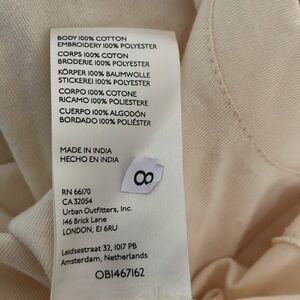 BODY 100% COTTON
EMBROIDERY 100% POLYESTER
CORPS 100% COTON
BRODERIE 100% POLYESTER
KÖRPER 100% BAUMWOLLE
STICKEREI 100% POLYESTER
CORPO 100% COTONE
RICAMO 100% POLIESTERE
CUERPO 100% ALGODÓN
BORDADO 100% POLIÉSTER
MADE IN INDIA
HECHO EN INDIA
8
RN 66170
CA 32054
Urban Outfitters, Inc.
146 Brick Lane
LONDON, E1 6RU
Leidsestraat 32, 1017 PB
Amsterdam, Netherlands
OB1467162